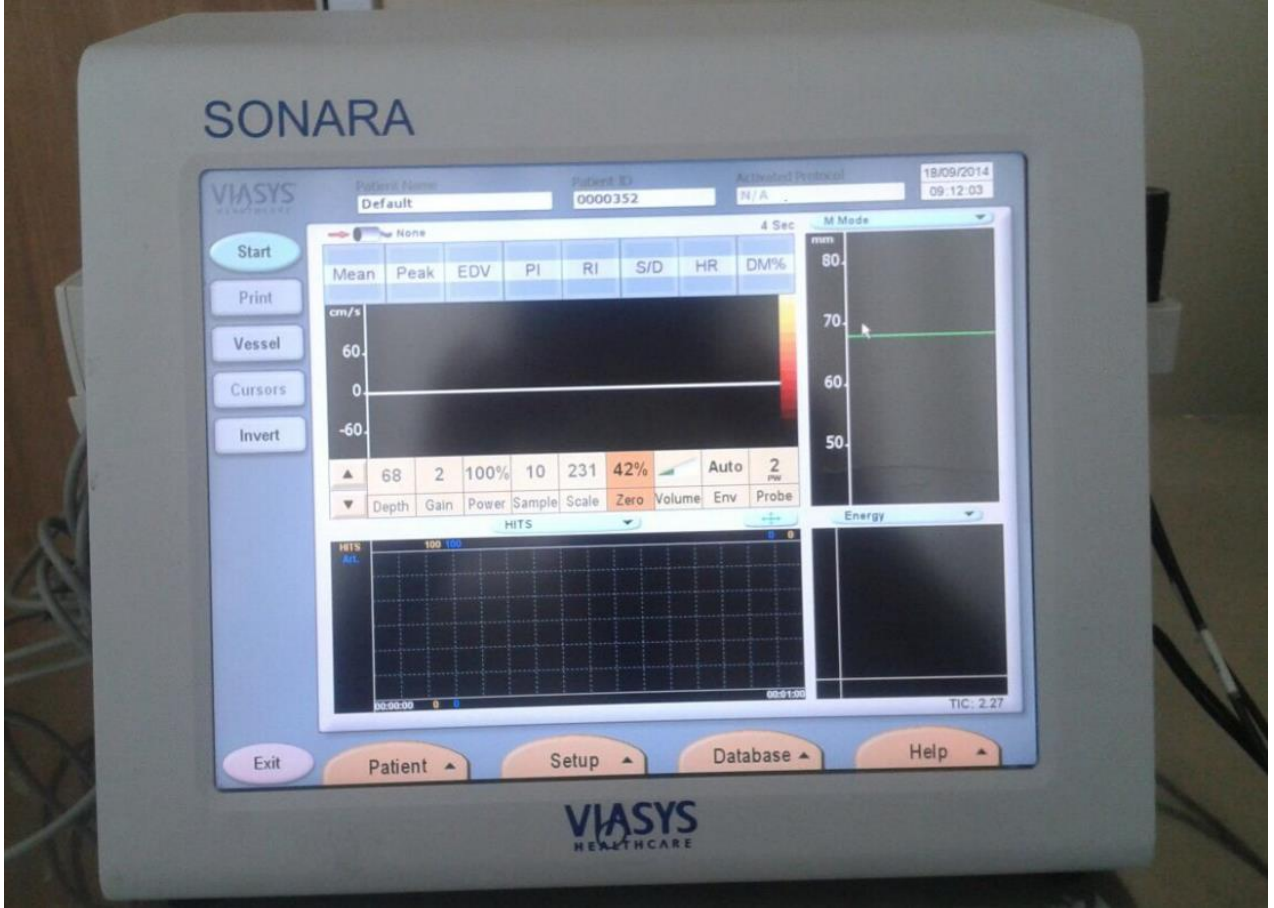 SONARA
VIASYS
HEALTHCARE
Patient Name
Patient ID
Activated Protocol
18/09/2014
Default
0000352
N/A
09:12:03
Start
Print
Vessel
Cursors
Invert
None
4 Sec
M Mode
Mean Peak EDV PI RI S/D HR DM%
mm
80
70
60
50
cm/s
60
0
-60
68 2 100% 10 231 42% Auto 2
PW
Depth Gain Power Sample Scale Zero Volume Env Probe
HITS
Energy
HITS 100 100 0 0
Art.
00:00:00 0 0 00:01:00
TIC: 2.27
Exit
Patient
Setup
Database
Help
VIASYS
HEALTHCARE